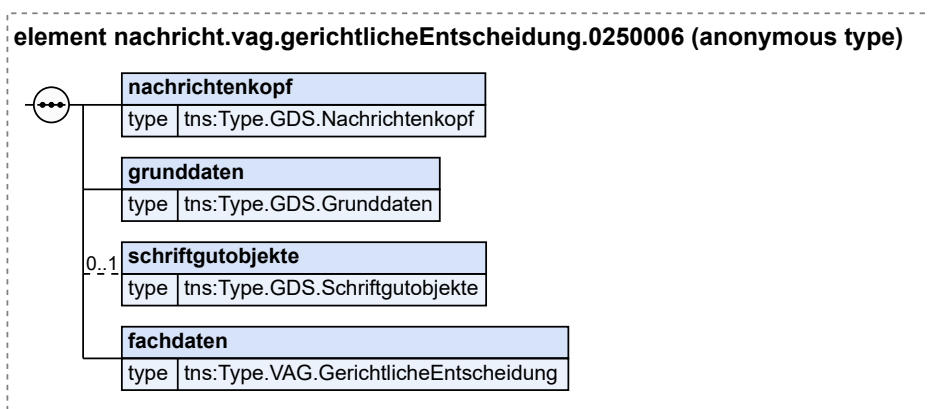 element nachricht.vag.gerichtlicheEntscheidung.0250006 (anonymous type)
nachrichtenkopf
type tns:Type.GDS.Nachrichtenkopf
grunddaten
type tns:Type.GDS.Grunddaten
0..1 schriftgutobjekte
type tns:Type.GDS.Schriftgutobjekte
fachdaten
type tns:Type.VAG.GerichtlicheEntscheidung